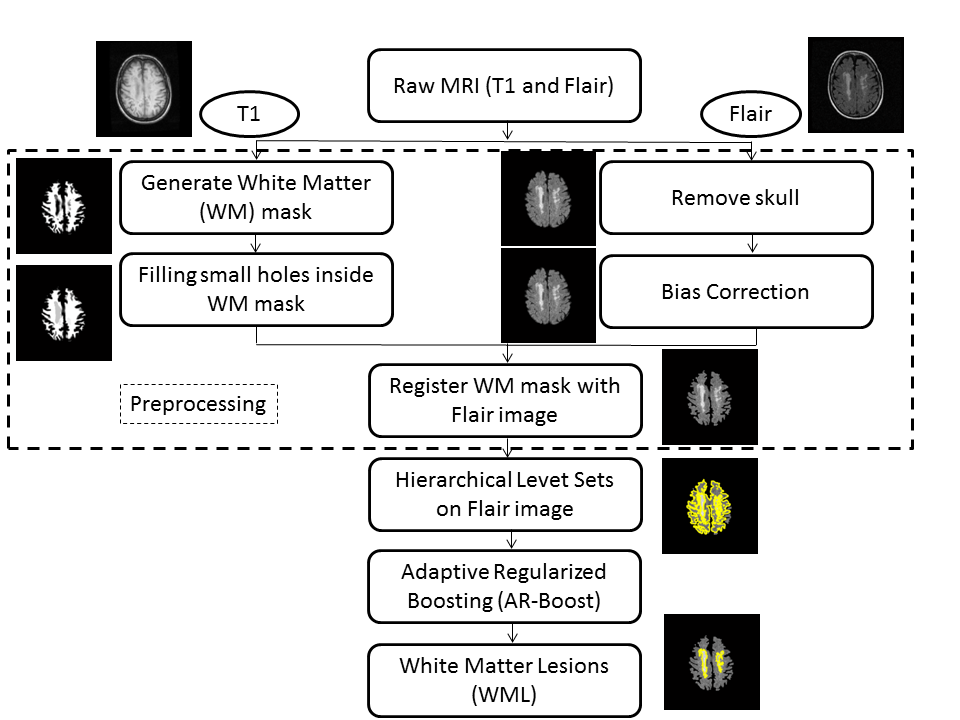 Raw MRI (T1 and Flair)
T1
Flair
Generate White Matter
(WM) mask
Remove skull
Filling small holes inside
WM mask
Bias Correction
Register WM mask with
Flair image
Preprocessing
Hierarchical Levet Sets
on Flair image
Adaptive Regularized
Boosting (AR-Boost)
White Matter Lesions
(WML)